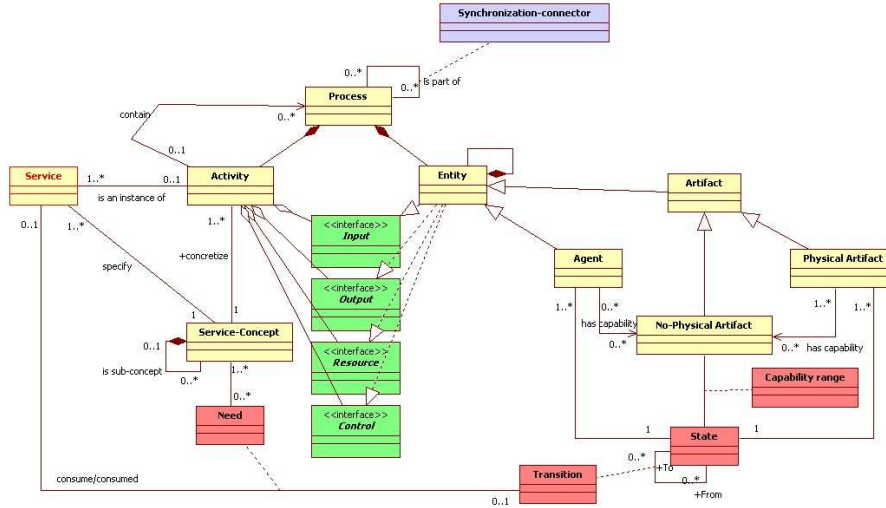 Synchronization-connector
0..*
0..*
is part of
Process
0..*
contain
0..1
Service
1..*
is an instance of
0..1
Activity
Entity
Artifact
0..1
1..*
1..*
<<interface>>
Input
specify
+concretize
Agent
Physical Artifact
<<interface>>
Output
1..*
0..*
1..*
1..*
1
1
Service-Concept
has capability
0..*
No-Physical Artifact
0..*
has capability
0..1
is sub-concept
0..*
1..*
<<interface>>
Resource
Capability range
0..*
Need
<<interface>>
Control
1
State
1
0..*
+To
0..*
+From
consume/consumed
Transition
0..1